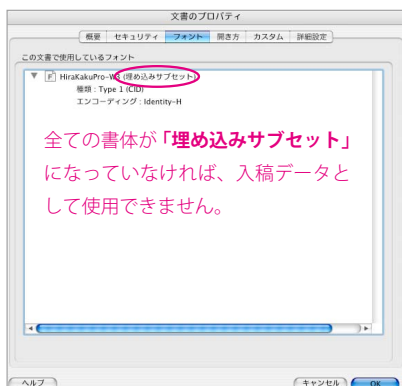 文書のプロパティ
概要 セキュリティ フォント 開き方 カスタム 詳細設定
この文書で使用しているフォント
HiraKakuPro-W3 (埋め込みサブセット)
種類 : Type 1 (CID)
エンコーディング : Identity-H
全ての書体が「埋め込みサブセット」
になっていなければ、入稿データと
して使用できません。
ヘルプ キャンセル OK